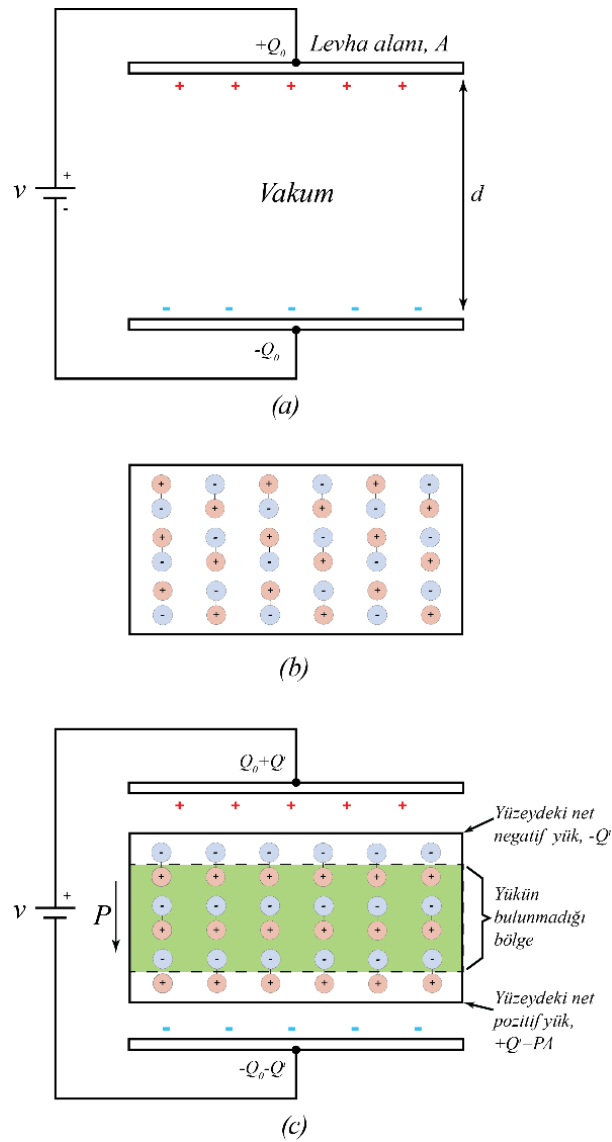 +Q₀ Levha alanı, A
+ + + + +
v + -
Vakum
d
- - - - -
-Q₀
(a)
+ - + - + -
- + - + - +
+ - + - + -
- + - + - +
+ - + - + -
- + - + - +
(b)
Q₀+Q'
+ + + + +
Yüzeydeki net
negatif yük, -Q'
- - - - - -
+ + + + + +
v +
-
P
- - - - - -
+ + + + + +
Yükün
bulunmadığı
bölge
- - - - - -
+ + + + + +
Yüzeydeki net
pozitif yük,
+Q'–PA
- - - - -
-Q₀-Q'
(c)